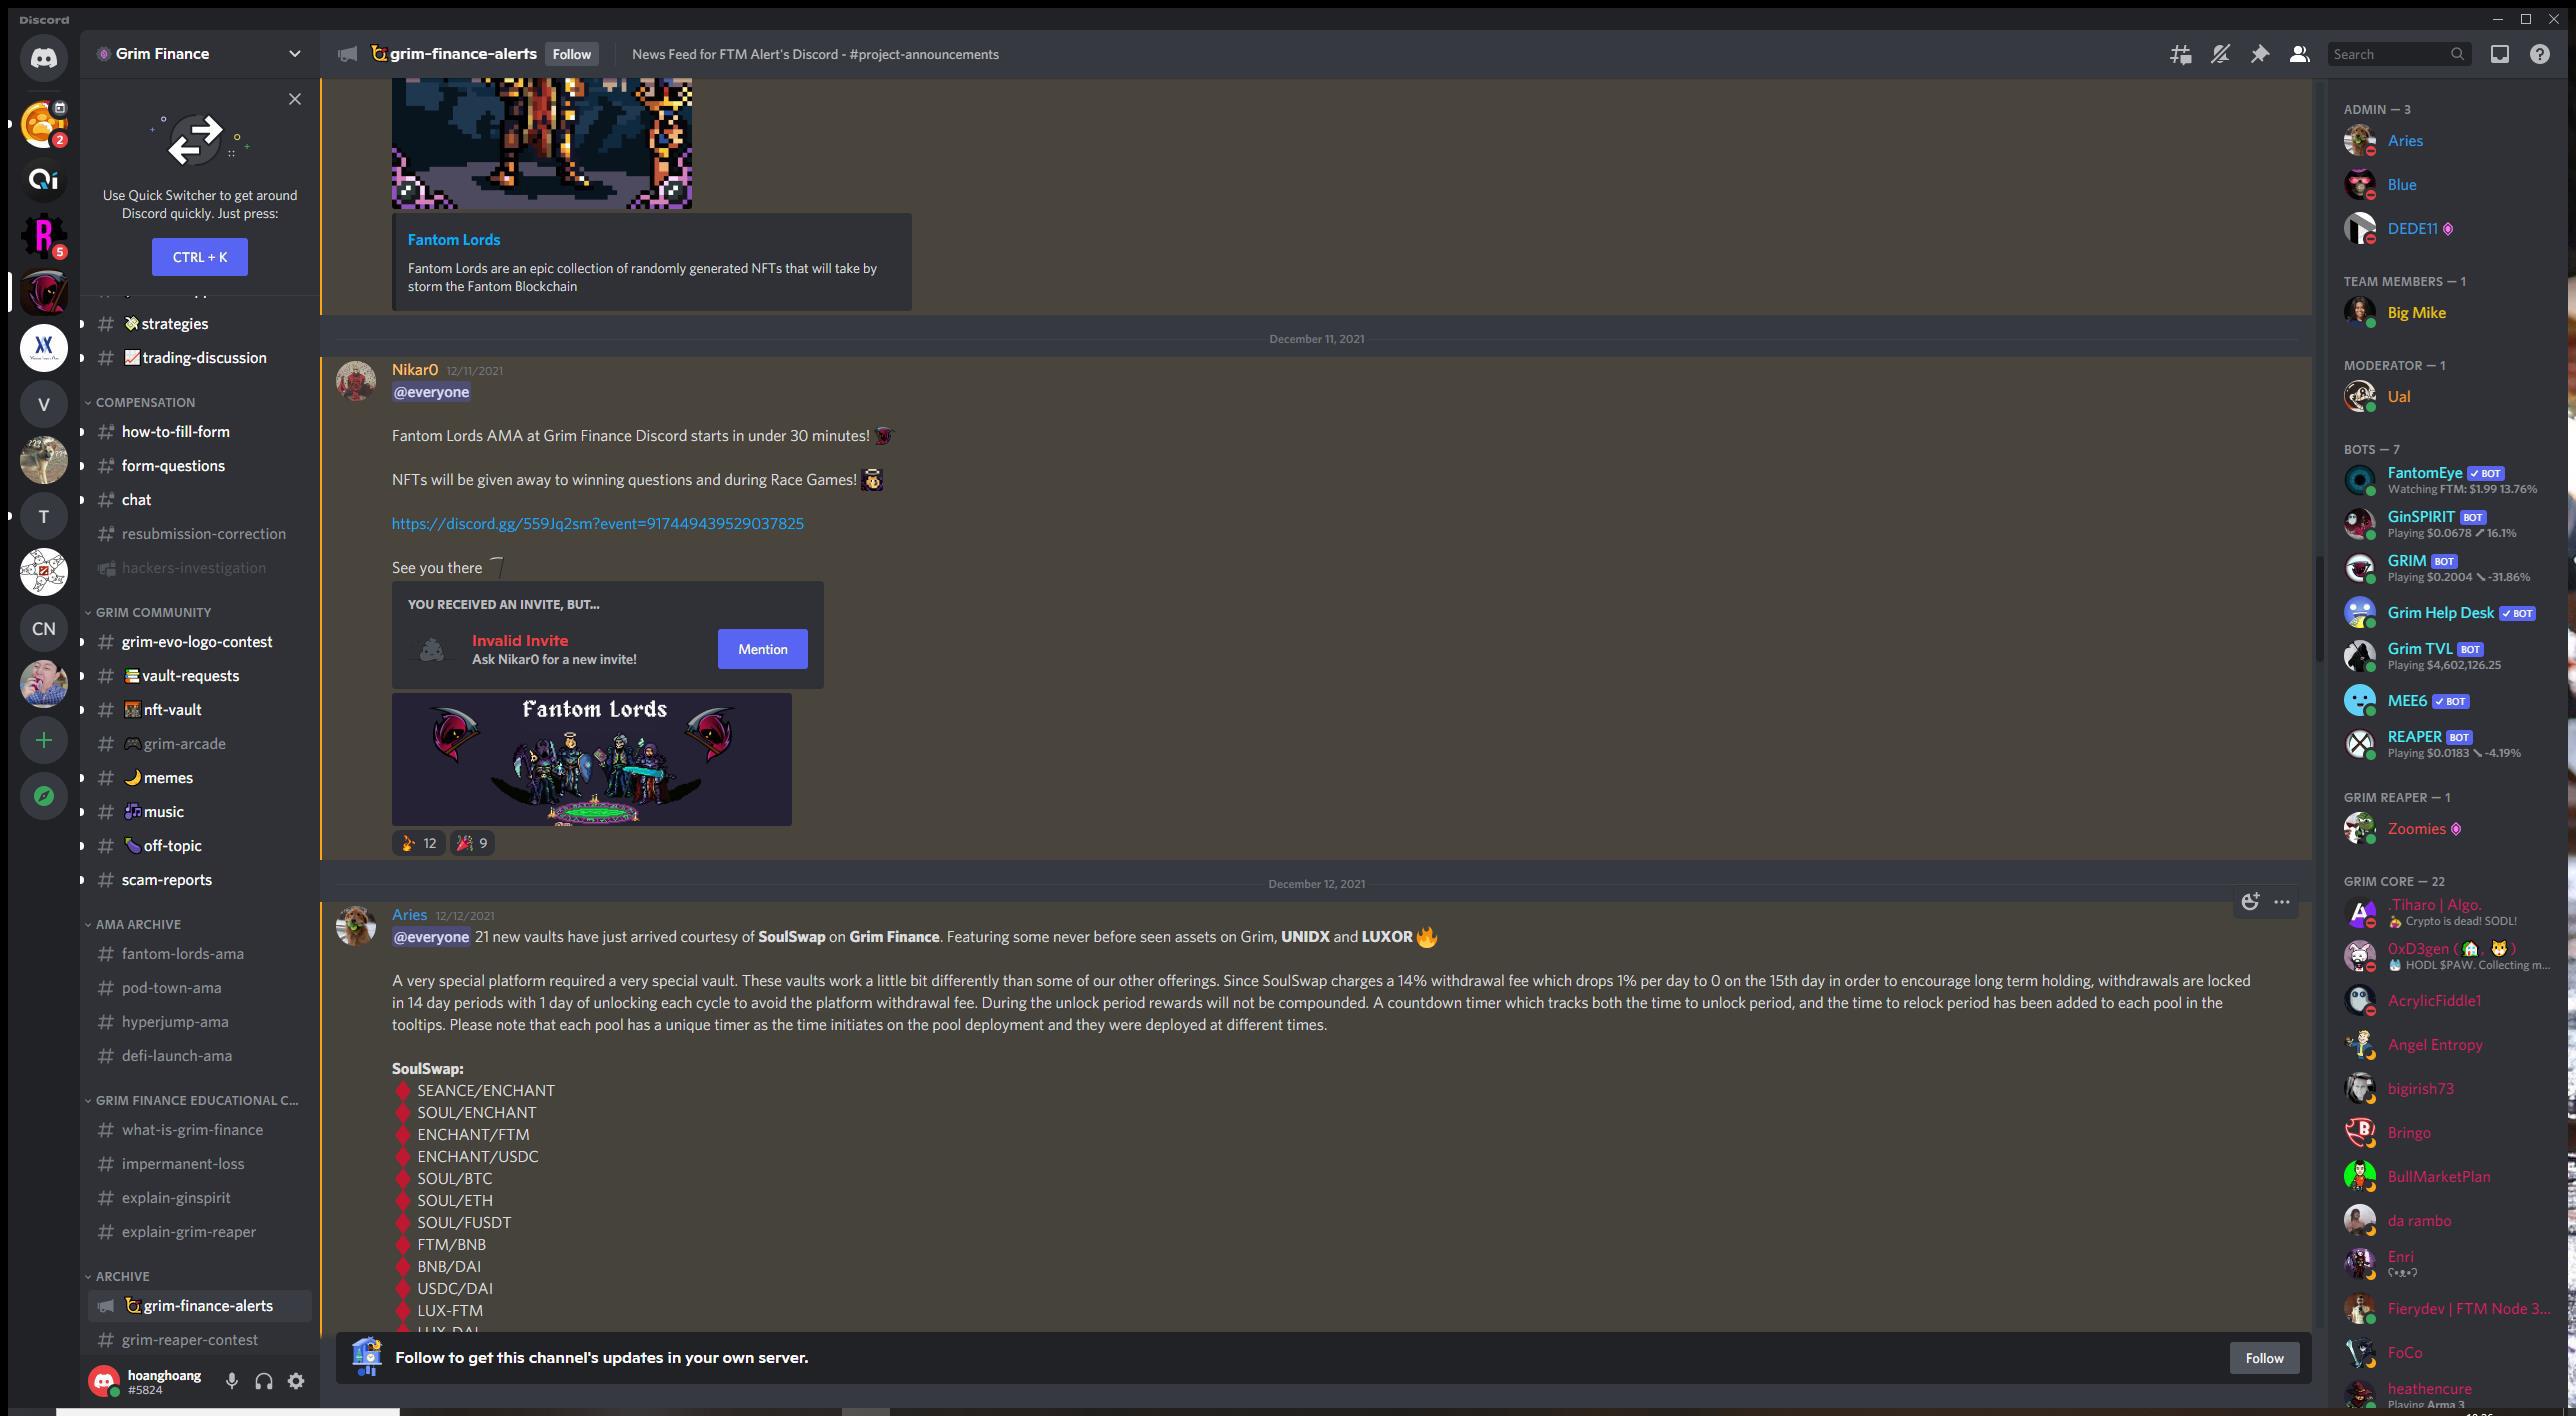 Discord
Grim Finance
grim-finance-alerts
Follow
News Feed for FTM Alert's Discord - #project-announcements
Search
2
Qi
R
5
V
T
CN
Use Quick Switcher to get around
Discord quickly. Just press:
CTRL + K
strategies
trading-discussion
COMPENSATION
how-to-fill-form
form-questions
chat
resubmission-correction
hackers-investigation
GRIM COMMUNITY
grim-evo-logo-contest
vault-requests
nft-vault
grim-arcade
memes
music
off-topic
scam-reports
AMA ARCHIVE
fantom-lords-ama
pod-town-ama
hyperjump-ama
defi-launch-ama
GRIM FINANCE EDUCATIONAL C...
what-is-grim-finance
impermanent-loss
explain-ginspirit
explain-grim-reaper
ARCHIVE
grim-finance-alerts
grim-reaper-contest
hoanghoang
#5824
Fantom Lords
Fantom Lords are an epic collection of randomly generated NFTs that will take by
storm the Fantom Blockchain
December 11, 2021
Nikar0 12/11/2021
@everyone
Fantom Lords AMA at Grim Finance Discord starts in under 30 minutes!
NFTs will be given away to winning questions and during Race Games!
https://discord.gg/559Jq2sm?event=917449439529037825
See you there
YOU RECEIVED AN INVITE, BUT...
Invalid Invite
Ask Nikar0 for a new invite!
Mention
Fantom Lords
12
9
December 12, 2021
Aries 12/12/2021
@everyone 21 new vaults have just arrived courtesy of SoulSwap on Grim Finance. Featuring some never before seen assets on Grim, UNIDX and LUXOR
A very special platform required a very special vault. These vaults work a little bit differently than some of our other offerings. Since SoulSwap charges a 14% withdrawal fee which drops 1% per day to 0 on the 15th day in order to encourage long term holding, withdrawals are locked
in 14 day periods with 1 day of unlocking each cycle to avoid the platform withdrawal fee. During the unlock period rewards will not be compounded. A countdown timer which tracks both the time to unlock period, and the time to relock period has been added to each pool in the
tooltips. Please note that each pool has a unique timer as the time initiates on the pool deployment and they were deployed at different times.
SoulSwap:
SEANCE/ENCHANT
SOUL/ENCHANT
ENCHANT/FTM
ENCHANT/USDC
SOUL/BTC
SOUL/ETH
SOUL/FUSDT
FTM/BNB
BNB/DAI
USDC/DAI
LUX-FTM
LUX-DAI
Follow to get this channel's updates in your own server.
Follow
ADMIN — 3
Aries
Blue
DEDE11
TEAM MEMBERS — 1
Big Mike
MODERATOR — 1
Ual
BOTS — 7
FantomEye BOT
Watching FTM: $1.99 13.76%
GinSPIRIT BOT
Playing $0.0678 16.1%
GRIM BOT
Playing $0.2004 -31.86%
Grim Help Desk BOT
Grim TVL BOT
Playing $4,602,126.25
MEE6 BOT
REAPER BOT
Playing $0.0183 -4.19%
GRIM REAPER — 1
Zoomies
GRIM CORE — 22
.Tiharo | Algo.
Crypto is dead! SODL!
0xD3gen ( , )
HODL $PAW. Collecting m...
AcrylicFiddle1
Angel Entropy
bigirish73
Bringo
BullMarketPlan
da rambo
Enri
ʕ•ᴥ•ʔ
Fierydev | FTM Node 3...
FoCo
heathencure
Playing Arma 3